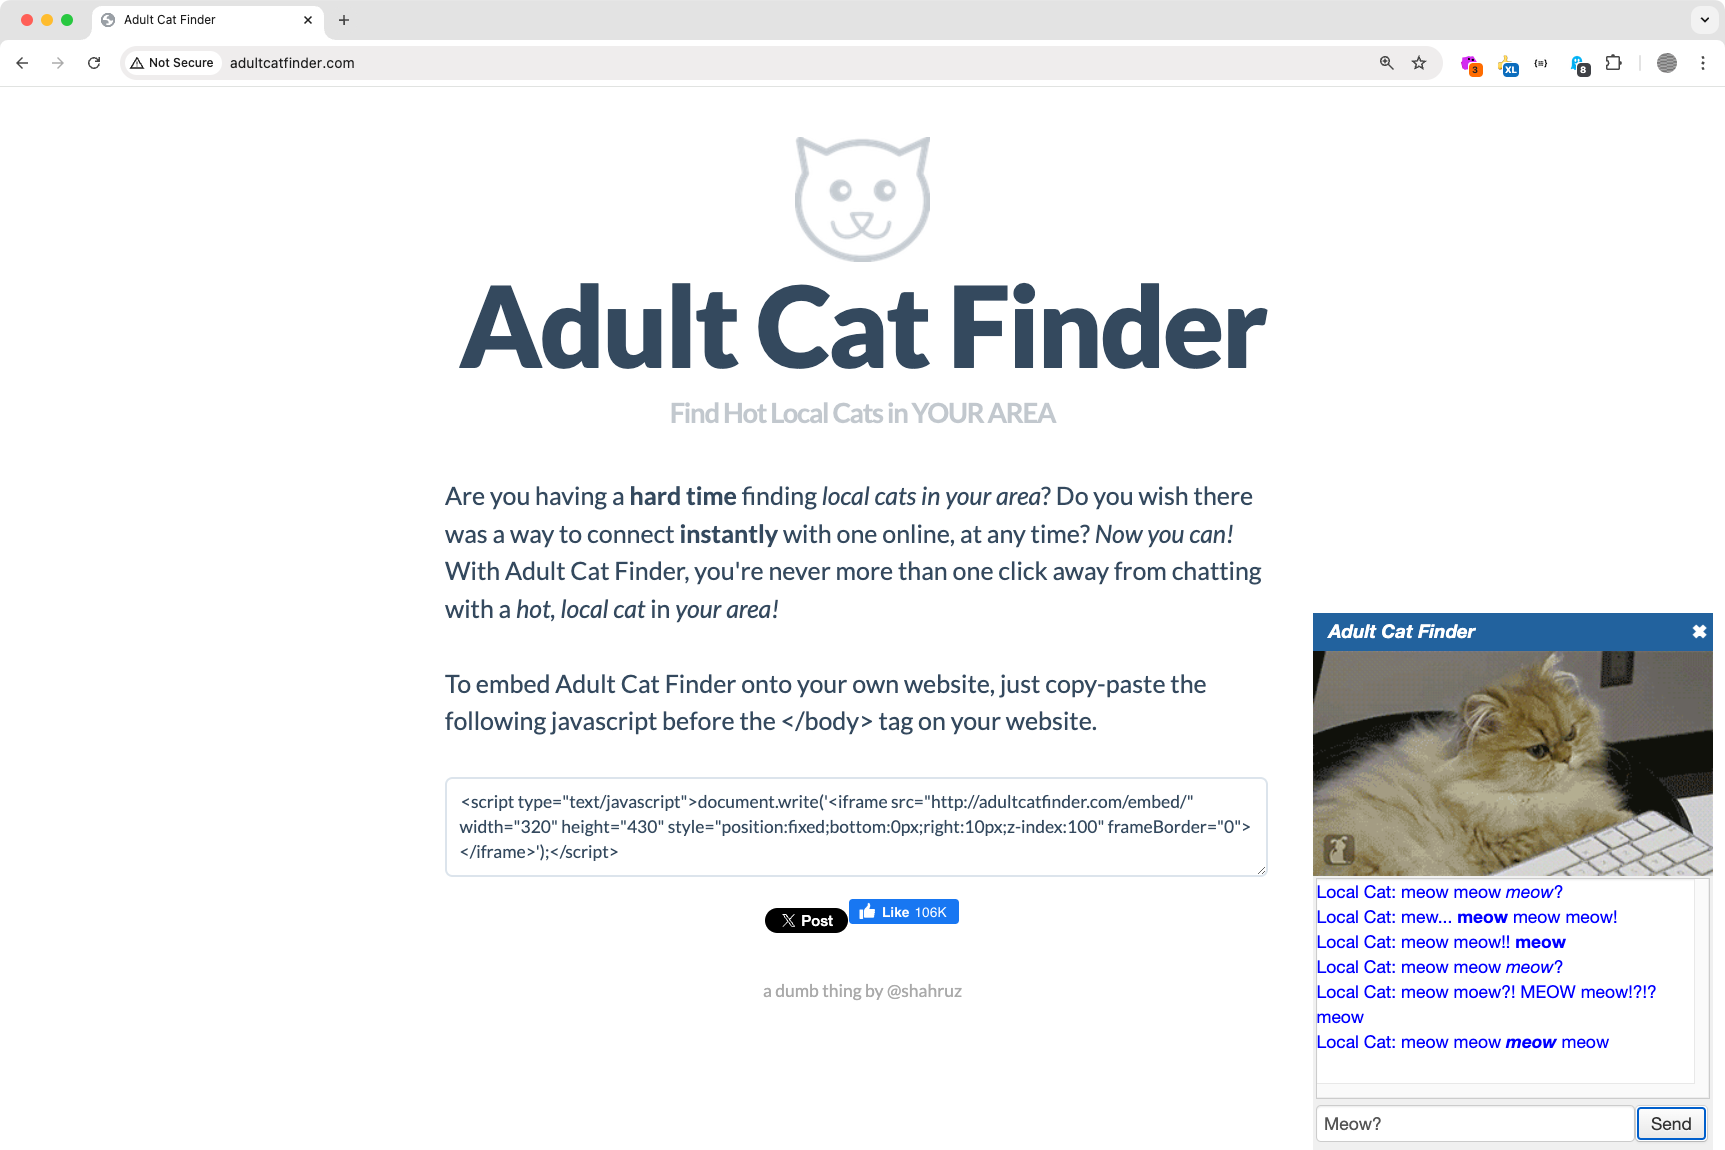 Adult Cat Finder
Not Secure
adultcatfinder.com
3
XL
8
Adult Cat Finder
Find Hot Local Cats in YOUR AREA
Are you having a hard time finding local cats in your area? Do you wish there
was a way to connect instantly with one online, at any time? Now you can!
With Adult Cat Finder, you're never more than one click away from chatting
with a hot, local cat in your area!
To embed Adult Cat Finder onto your own website, just copy-paste the
following javascript before the </body> tag on your website.
<script type="text/javascript">document.write('<iframe src="http://adultcatfinder.com/embed/"
width="320" height="430" style="position:fixed;bottom:0px;right:10px;z-index:100" frameBorder="0">
</iframe>');</script>
Post
Like 106K
a dumb thing by @shahruz
Adult Cat Finder
Local Cat: meow meow meow?
Local Cat: mew... meow meow meow!
Local Cat: meow meow!! meow
Local Cat: meow meow meow?
Local Cat: meow moew?! MEOW meow!?!?
meow
Local Cat: meow meow meow meow
Meow?
Send